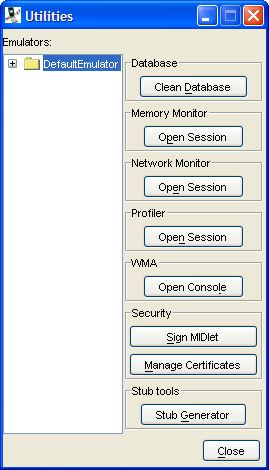 Utilities
Emulators:
DefaultEmulator
Database
Clean Database
Memory Monitor
Open Session
Network Monitor
Open Session
Profiler
Open Session
WMA
Open Console
Security
Sign MIDlet
Manage Certificates
Stub tools
Stub Generator
Close